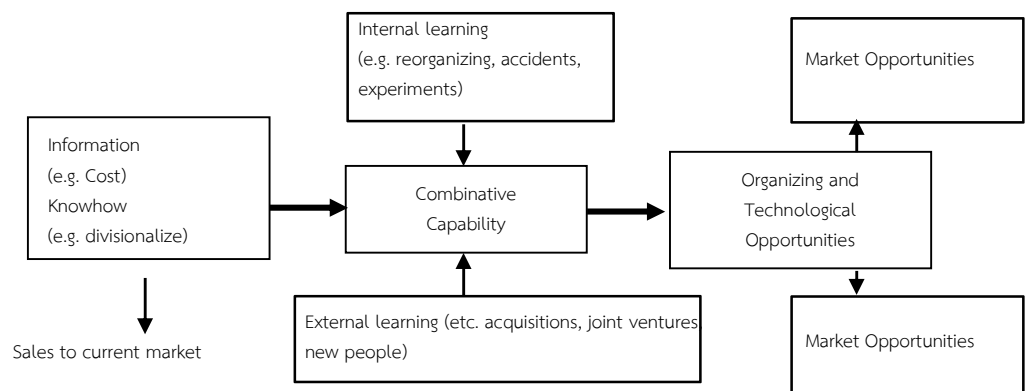 Internal learning
(e.g. reorganizing, accidents,
experiments)
Market Opportunities
Information
(e.g. Cost)
Knowhow
(e.g. divisionalize)
Combinative
Capability
Organizing and
Technological
Opportunities
External learning (etc. acquisitions, joint ventures,
new people)
Market Opportunities
Sales to current market